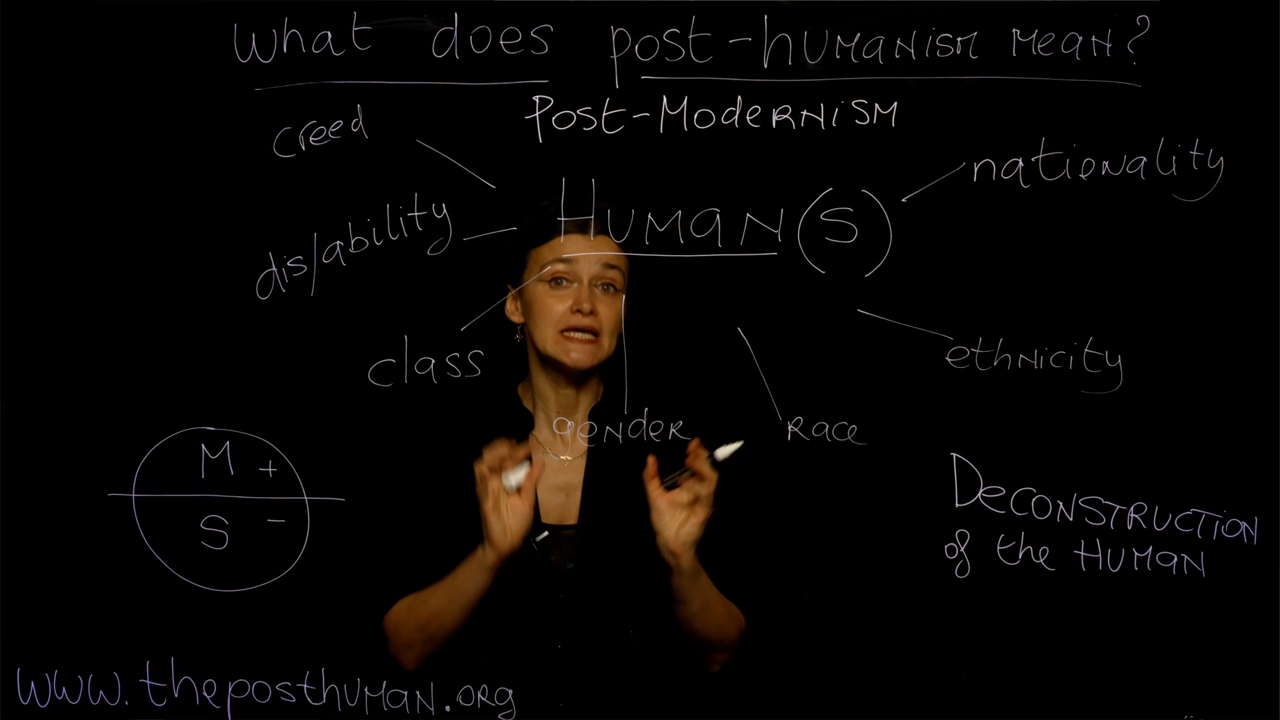 What does post-humanism mean?
Post-Modernism
creed
nationality
Human(s)
dis/ability
class
ethnicity
gender
Race
M +
S -
Deconstruction
of the Human
www.theposthuman.org